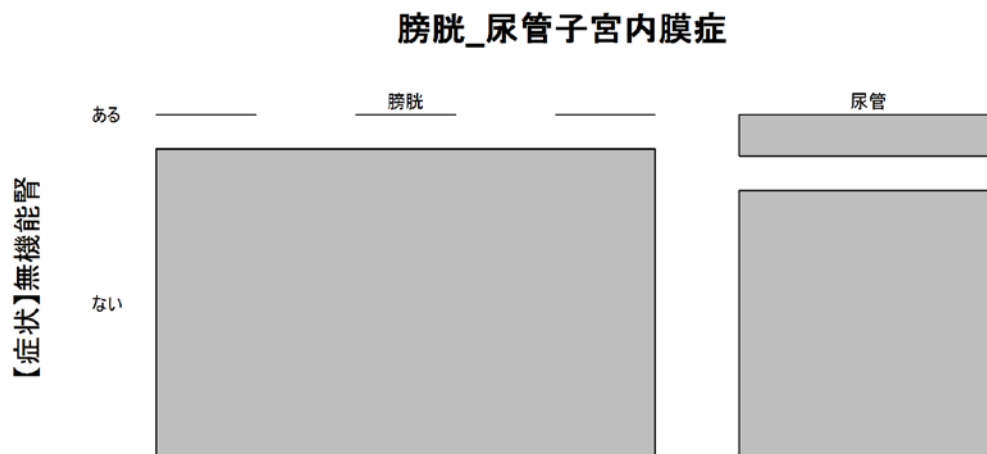 膀胱_尿管子宮内膜症
膀胱
尿管
ある
【症状】無機能腎
ない